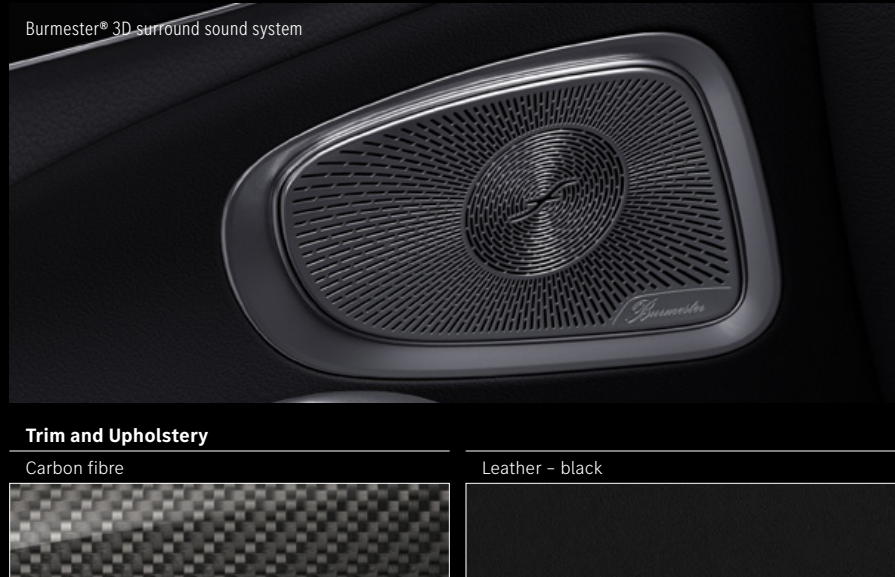 Burmester® 3D surround sound system
Burmester
Trim and Upholstery
Carbon fibre
Leather – black